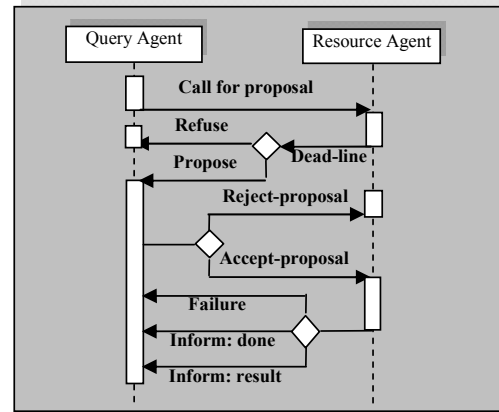 Query Agent
Resource Agent
Call for proposal
Refuse
Dead-line
Propose
Reject-proposal
Accept-proposal
Failure
Inform: done
Inform: result